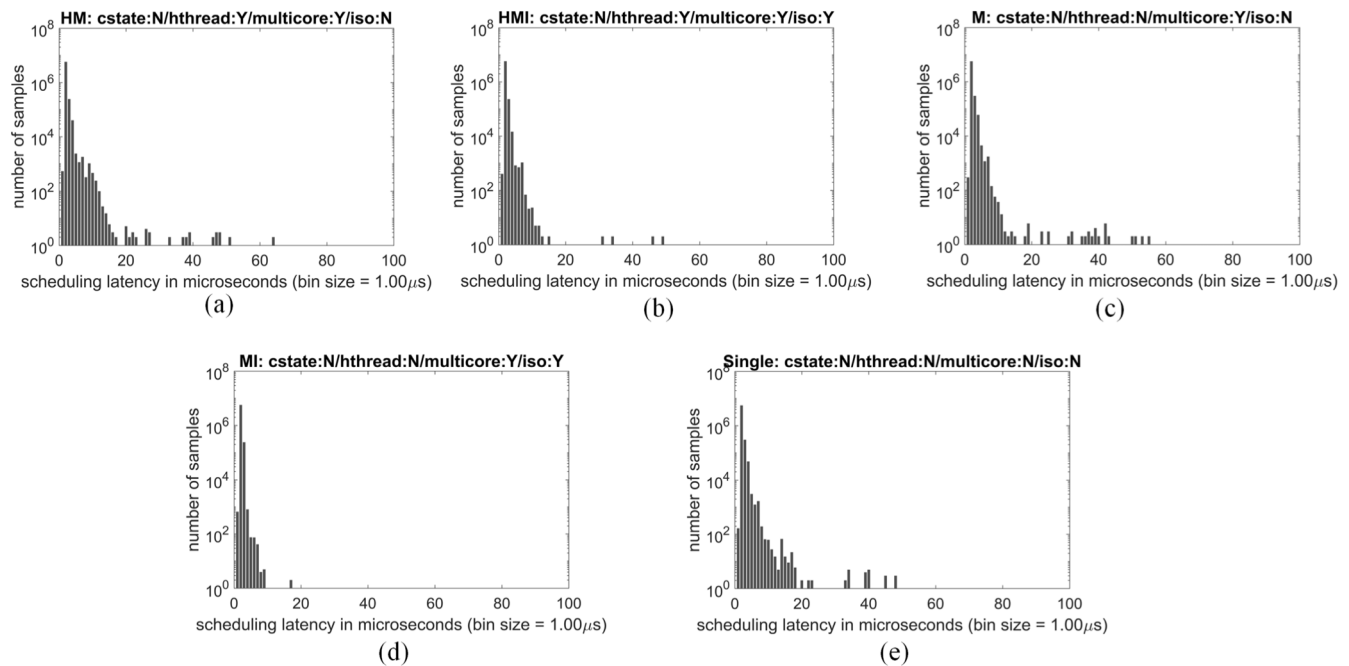 HM: cstate:N/hthread:Y/multicore:Y/iso:N
10^8
10^6
10^4
10^2
10^0
number of samples
0 20 40 60 80 100
scheduling latency in microseconds (bin size = 1.00μs)
(a)
HMI: cstate:N/hthread:Y/multicore:Y/iso:Y
10^8
10^6
10^4
10^2
10^0
number of samples
0 20 40 60 80 100
scheduling latency in microseconds (bin size = 1.00μs)
(b)
M: cstate:N/hthread:N/multicore:Y/iso:N
10^8
10^6
10^4
10^2
10^0
number of samples
0 20 40 60 80 100
scheduling latency in microseconds (bin size = 1.00μs)
(c)
MI: cstate:N/hthread:N/multicore:Y/iso:Y
10^8
10^6
10^4
10^2
10^0
number of samples
0 20 40 60 80 100
scheduling latency in microseconds (bin size = 1.00μs)
(d)
Single: cstate:N/hthread:N/multicore:N/iso:N
10^8
10^6
10^4
10^2
10^0
number of samples
0 20 40 60 80 100
scheduling latency in microseconds (bin size = 1.00μs)
(e)